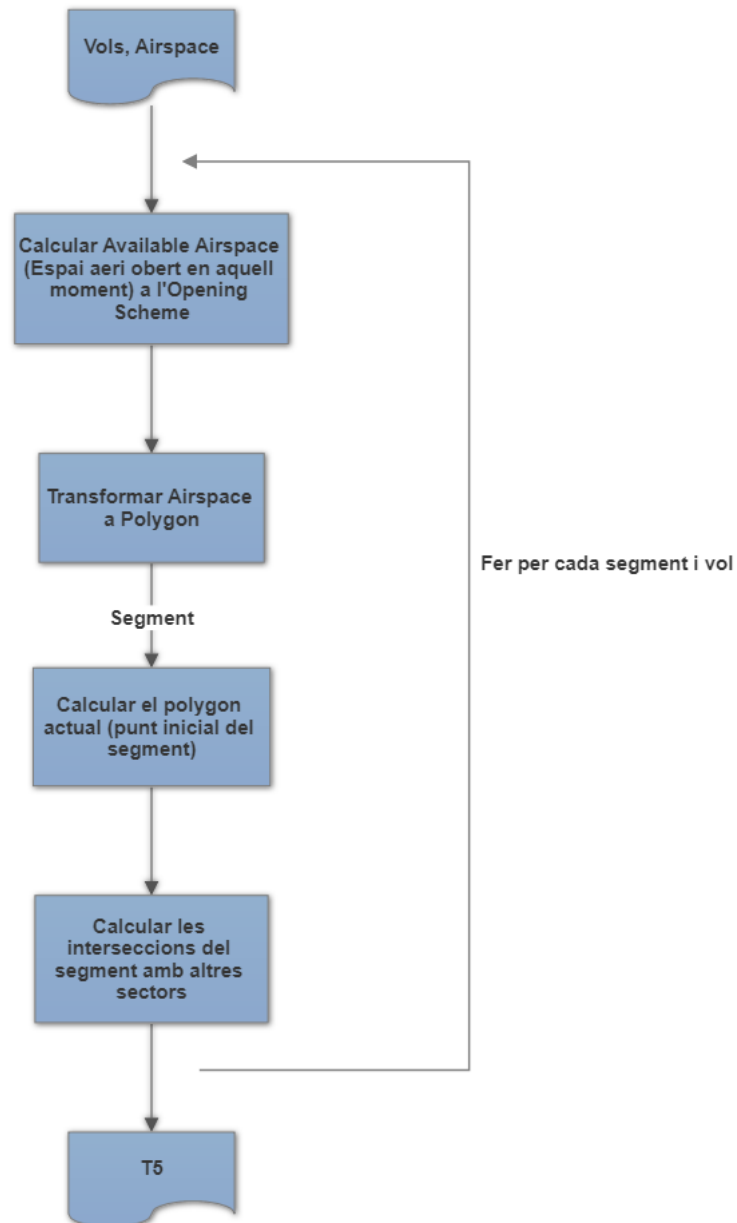 Vols, Airspace
Calcular Available Airspace
(Espai aeri obert en aquell
moment) a l'Opening
Scheme
Transformar Airspace
a Polygon
Fer per cada segment i vol
Segment
Calcular el polygon
actual (punt inicial del
segment)
Calcular les
interseccions del
segment amb altres
sectors
T5